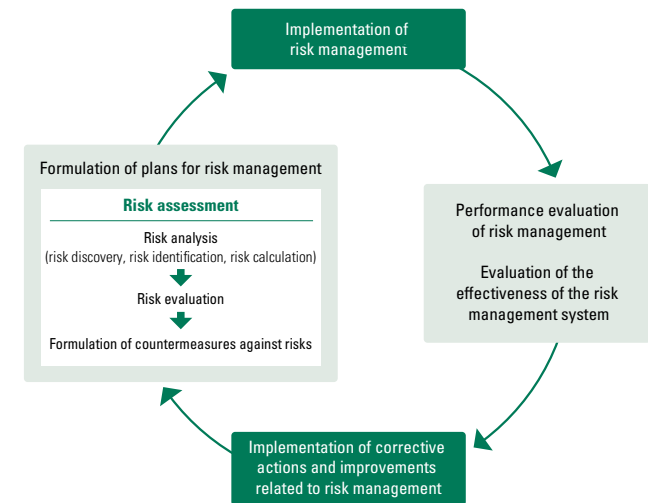 Implementation of
risk management
Formulation of plans for risk management
Risk assessment
Risk analysis
(risk discovery, risk identification, risk calculation)
Risk evaluation
Formulation of countermeasures against risks
Performance evaluation
of risk management
Evaluation of the
effectiveness of the risk
management system
Implementation of corrective
actions and improvements
related to risk management